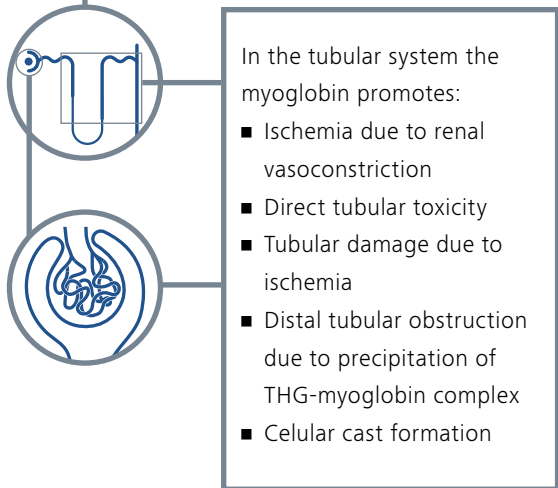 In the tubular system the
myoglobin promotes:
■ Ischemia due to renal
vasoconstriction
■ Direct tubular toxicity
■ Tubular damage due to
ischemia
■ Distal tubular obstruction
due to precipitation of
THG-myoglobin complex
■ Celular cast formation